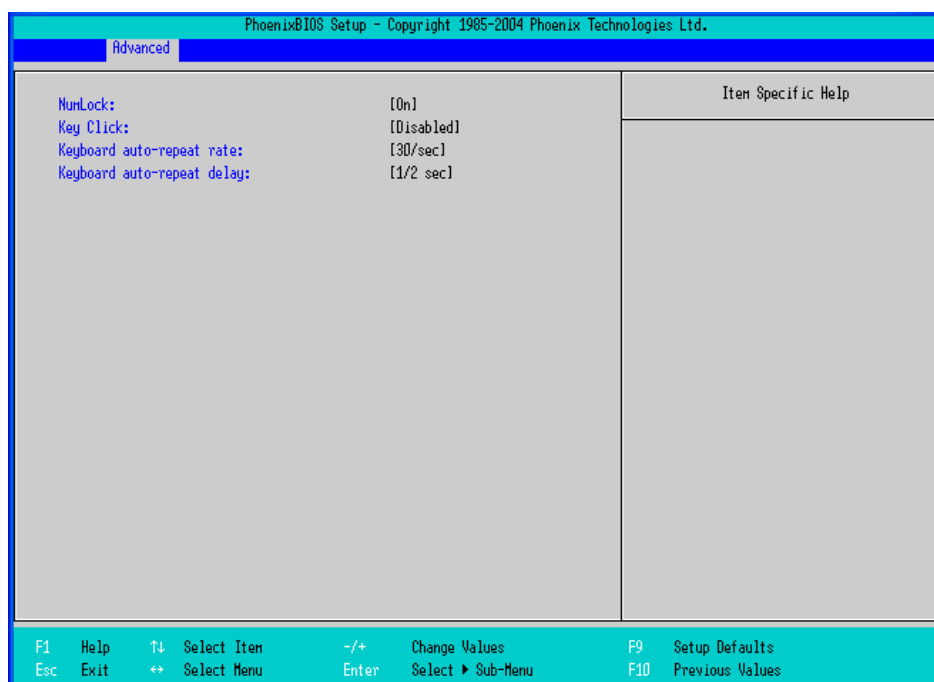 PhoenixBIOS Setup - Copyright 1985-2004 Phoenix Technologies Ltd.
Advanced
Item Specific Help
NumLock: [On]
Key Click: [Disabled]
Keyboard auto-repeat rate: [30/sec]
Keyboard auto-repeat delay: [1/2 sec]
F1 Help ↑↓ Select Item -/+ Change Values F9 Setup Defaults
Esc Exit ↔ Select Menu Enter Select ▶ Sub-Menu F10 Previous Values